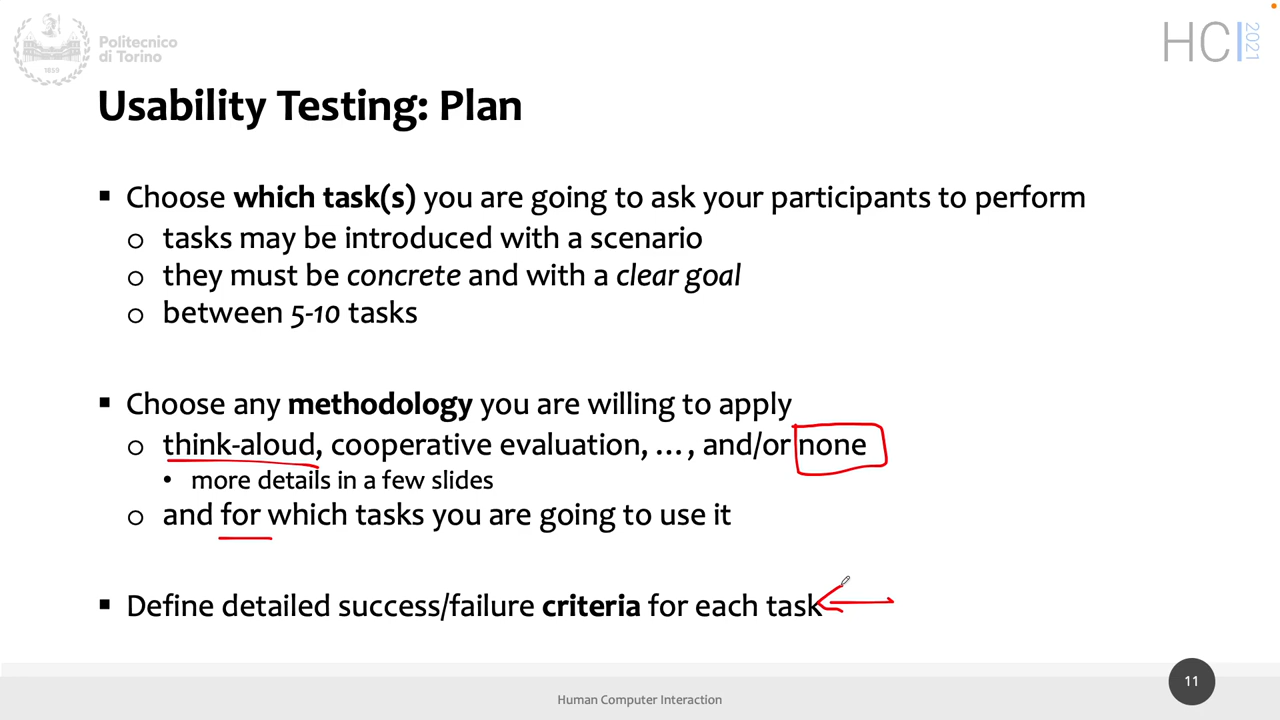 Politecnico
di Torino
1859
HCI 2021
Usability Testing: Plan
▪ Choose which task(s) you are going to ask your participants to perform
o tasks may be introduced with a scenario
o they must be concrete and with a clear goal
o between 5-10 tasks
▪ Choose any methodology you are willing to apply
o think-aloud, cooperative evaluation, …, and/or none
• more details in a few slides
o and for which tasks you are going to use it
▪ Define detailed success/failure criteria for each task
11
Human Computer Interaction